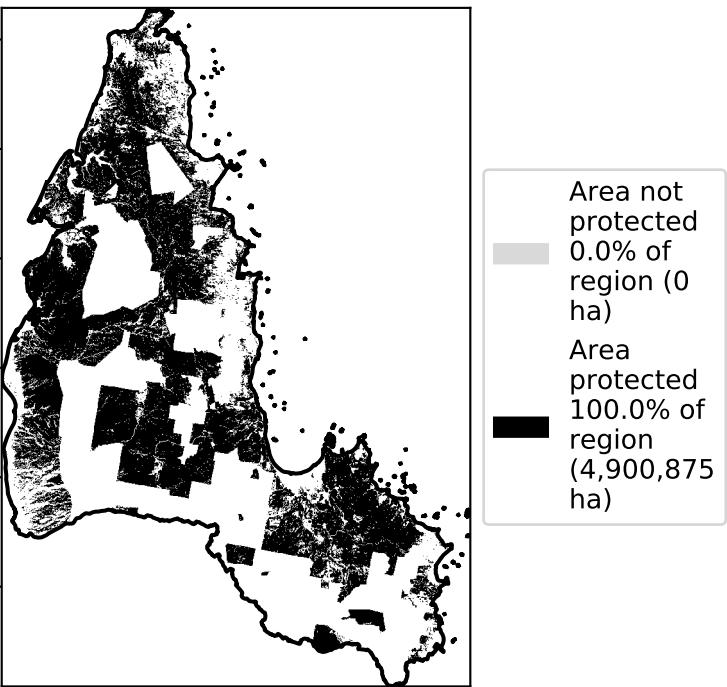 Area not
protected
0.0% of
region (0
ha)
Area
protected
100.0% of
region
(4,900,875
ha)